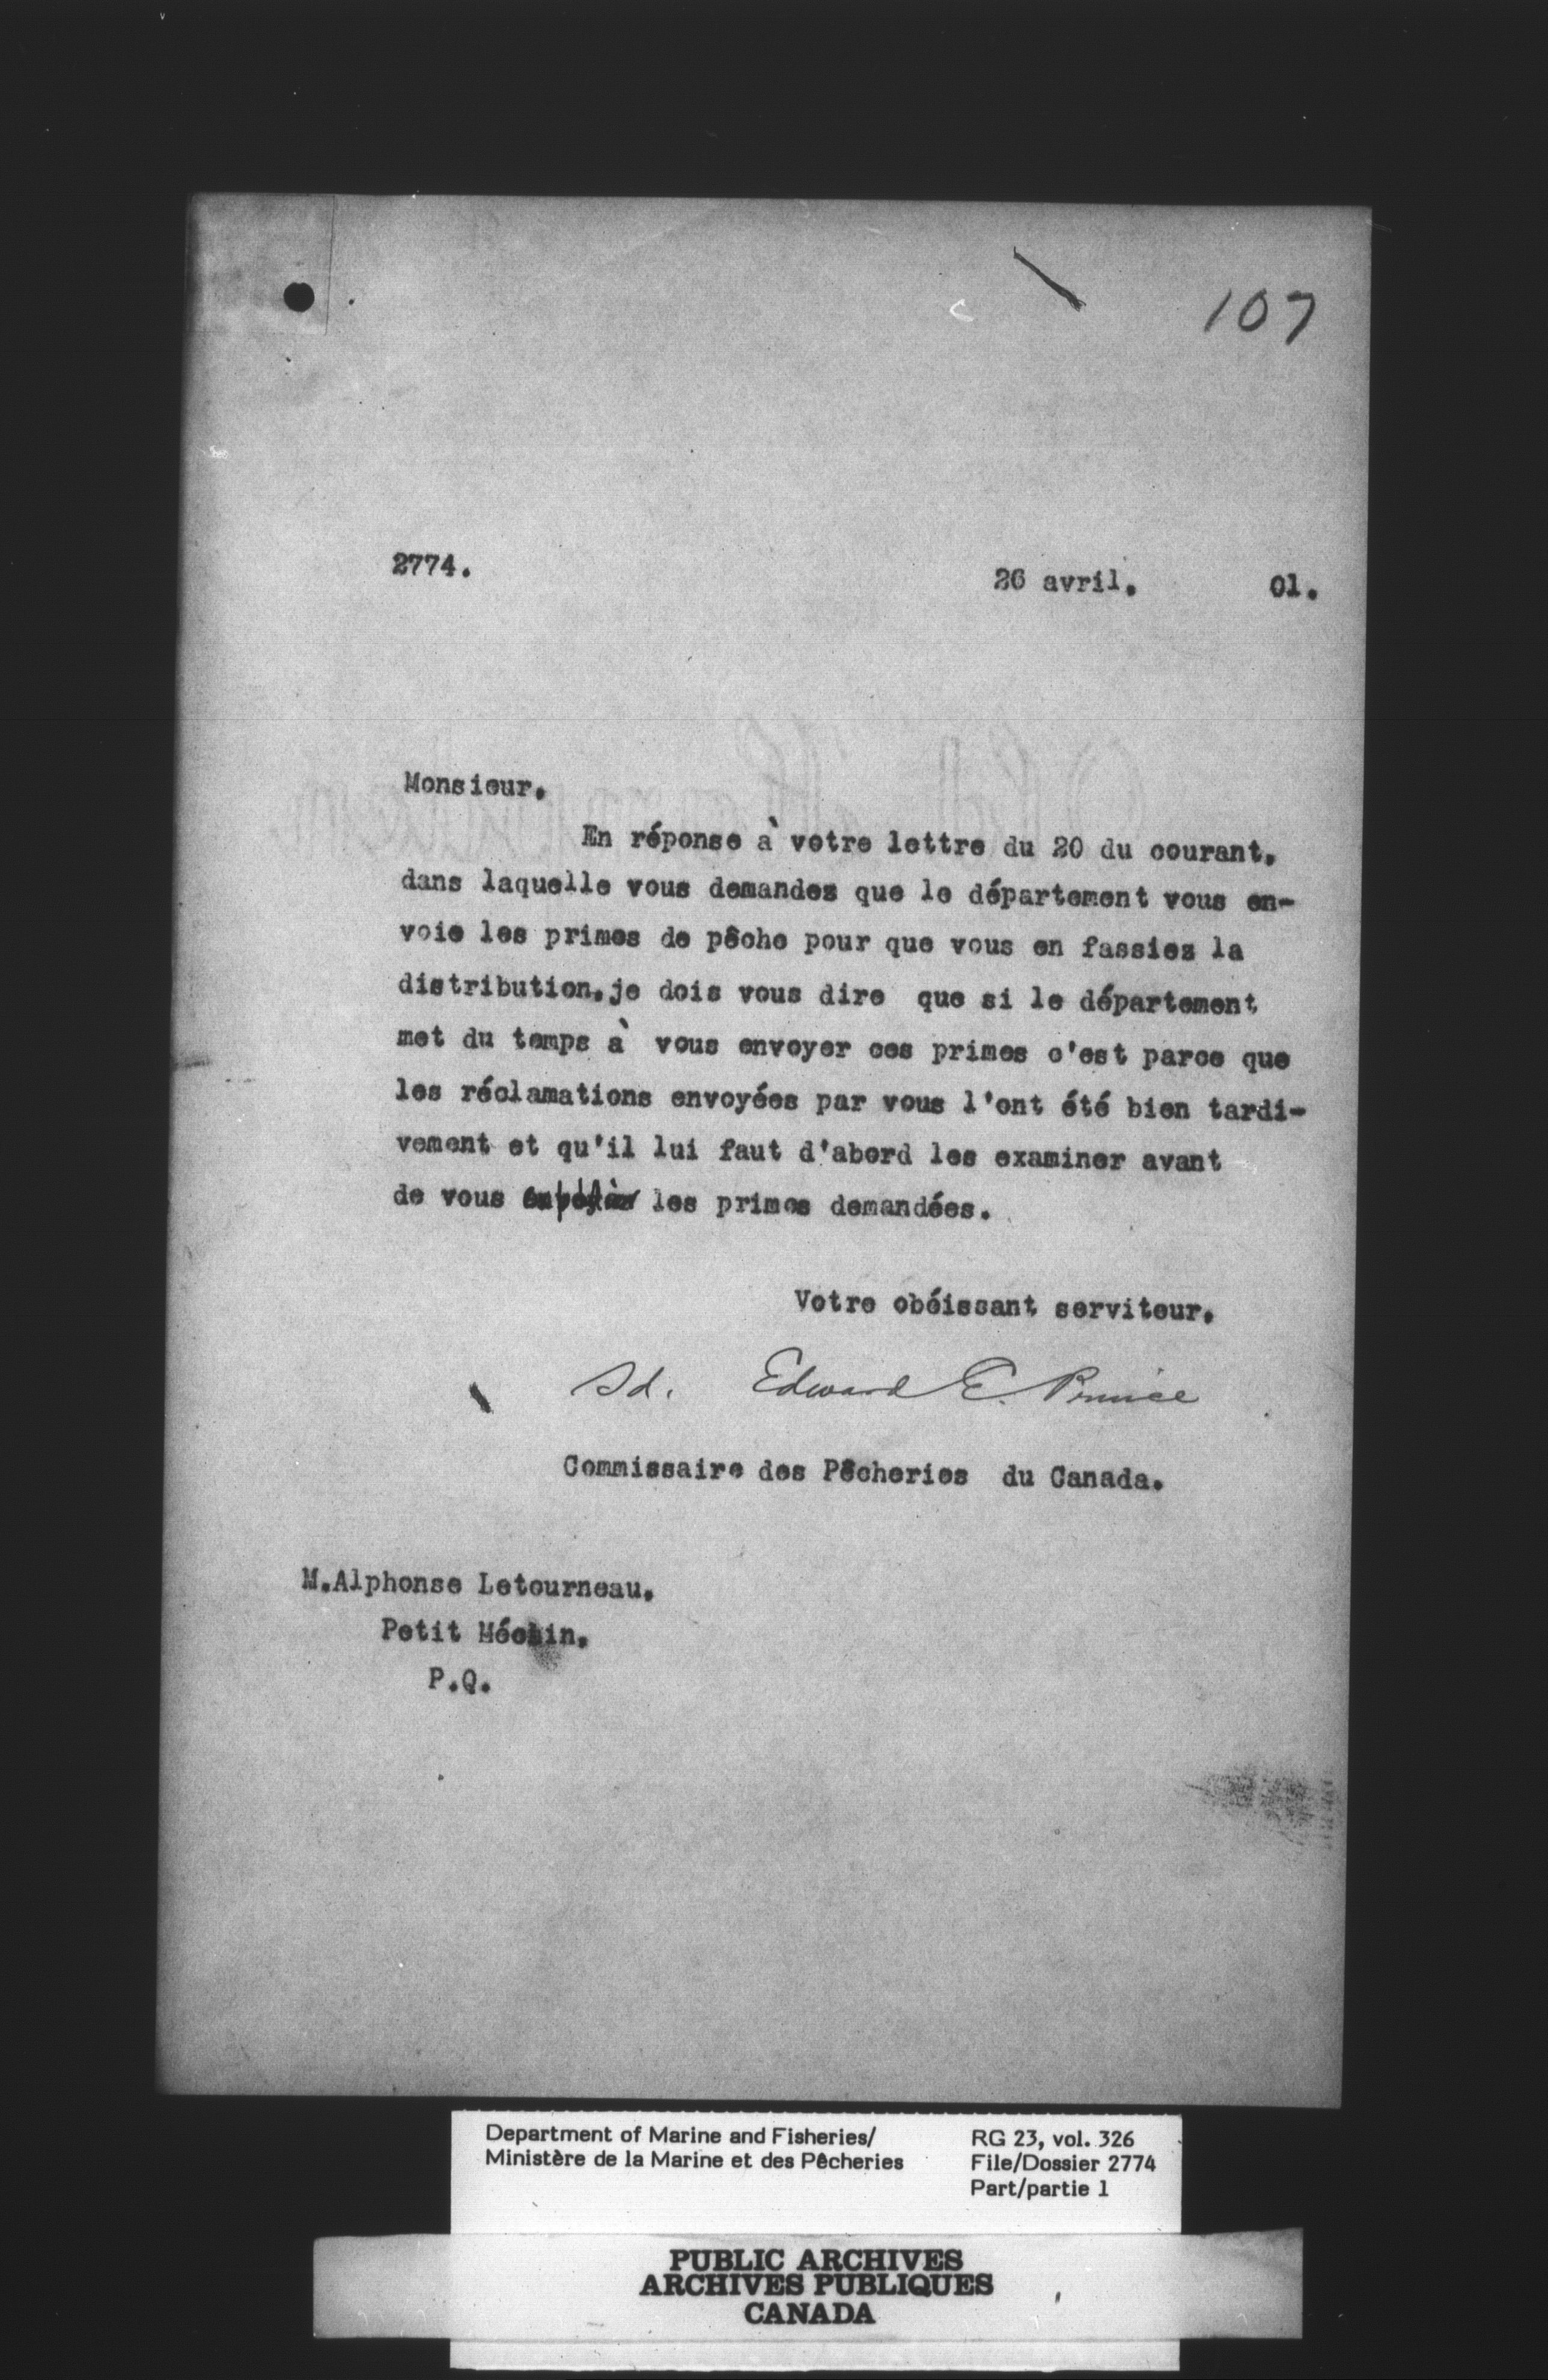 107
2774. 26 avril. 01.
Monsieur,
En réponse à votre lettre du 20 du courant,
dans laquelle vous demandez que le département vous en-
voie les primes de pêche pour que vous en fassiez la
distribution, je dois vous dire que si le département
met du temps à vous envoyer ces primes c'est parce que
les réclamations envoyées par vous l'ont été bien tardi-
vement et qu'il lui faut d'abord les examiner avant
de vous les primes demandées.
Votre obéissant serviteur,
Sd. Edward E. Prince
Commissaire des Pêcheries du Canada.
M.Alphonse Letourneau,
Petit Méchin,
P.Q.
Department of Marine and Fisheries/
Ministère de la Marine et des Pêcheries
RG 23, vol. 326
File/Dossier 2774
Part/partie 1
PUBLIC ARCHIVES
ARCHIVES PUBLIQUES
CANADA